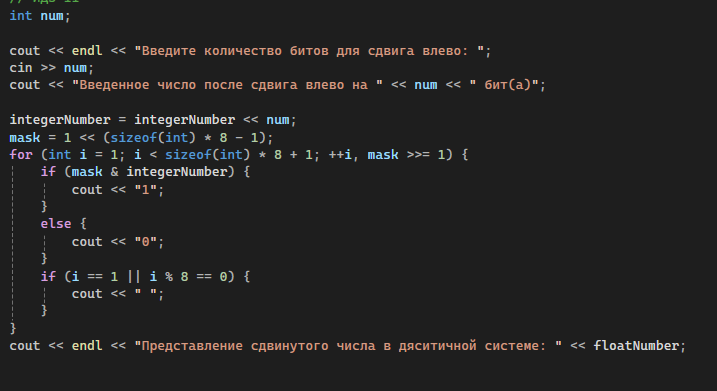 int num;
cout << endl << "Введите количество битов для сдвига влево: ";
cin >> num;
cout << "Введенное число после сдвига влево на " << num << " бит(а)";
integerNumber = integerNumber << num;
mask = 1 << (sizeof(int) * 8 - 1);
for (int i = 1; i < sizeof(int) * 8 + 1; ++i, mask >>= 1) {
if (mask & integerNumber) {
cout << "1";
}
else {
cout << "0";
}
if (i == 1 || i % 8 == 0) {
cout << " ";
}
}
cout << endl << "Представление сдвинутого числа в дяситичной системе: " << floatNumber;